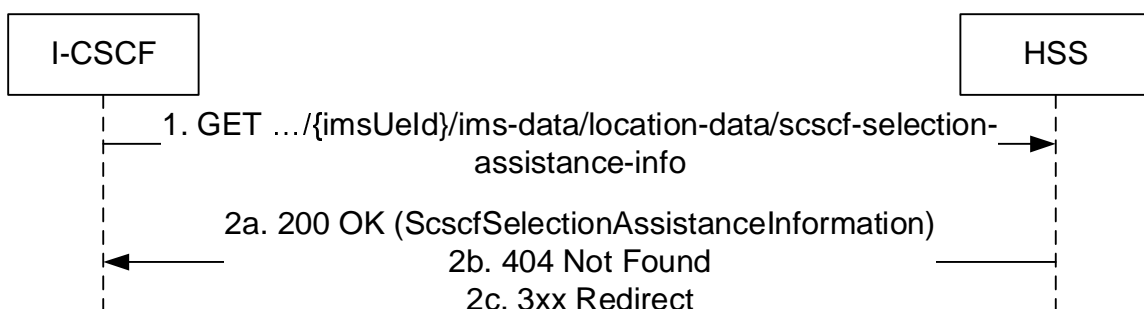 I-CSCF
HSS
1. GET …/{imsUeId}/ims-data/location-data/scscf-selection-
assistance-info
2a. 200 OK (ScscfSelectionAssistanceInformation)
2b. 404 Not Found
2c. 3xx Redirect